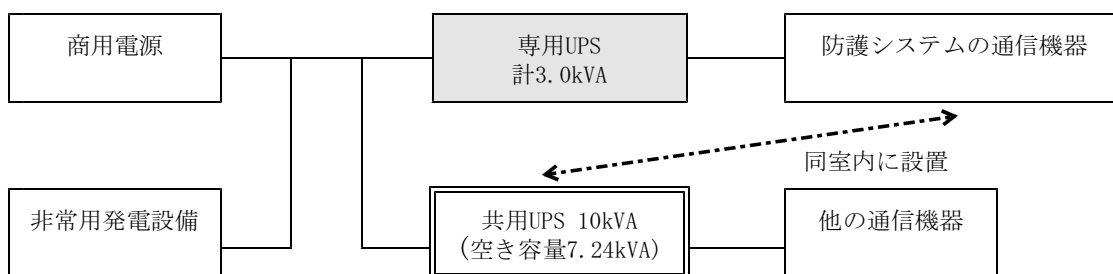 商用電源
専用UPS
計3.0kVA
防護システムの通信機器
同室内に設置
非常用発電設備
共用UPS 10kVA
(空き容量7.24kVA)
他の通信機器